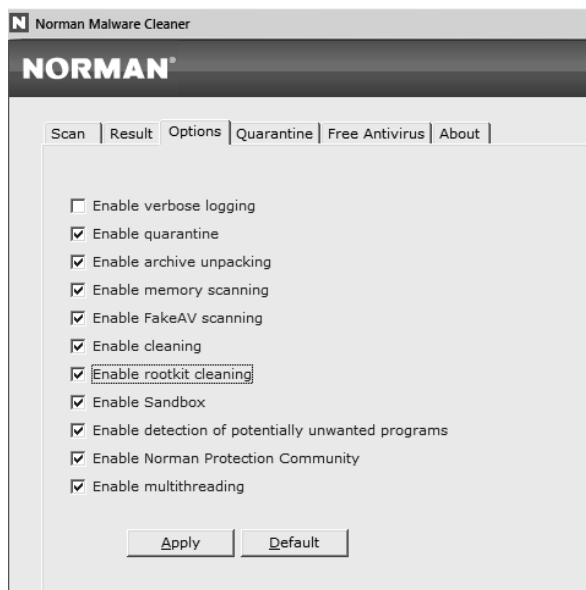 N Norman Malware Cleaner
NORMAN®
Scan Result Options Quarantine Free Antivirus About
Enable verbose logging
Enable quarantine
Enable archive unpacking
Enable memory scanning
Enable FakeAV scanning
Enable cleaning
Enable rootkit cleaning
Enable Sandbox
Enable detection of potentially unwanted programs
Enable Norman Protection Community
Enable multithreading
Apply Default